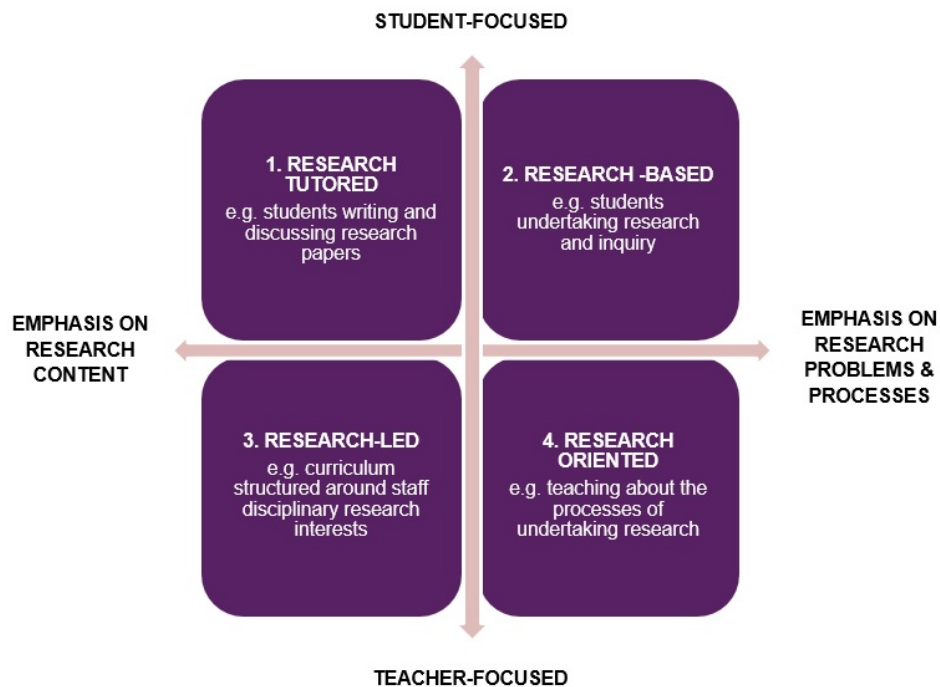 STUDENT-FOCUSED
1. RESEARCH
TUTORED
e.g. students writing and
discussing research
papers
2. RESEARCH -BASED
e.g. students
undertaking research
and inquiry
EMPHASIS ON
RESEARCH
CONTENT
EMPHASIS ON
RESEARCH
PROBLEMS &
PROCESSES
3. RESEARCH-LED
e.g. curriculum
structured around staff
disciplinary research
interests
4. RESEARCH
ORIENTED
e.g. teaching about the
processes of
undertaking research
TEACHER-FOCUSED